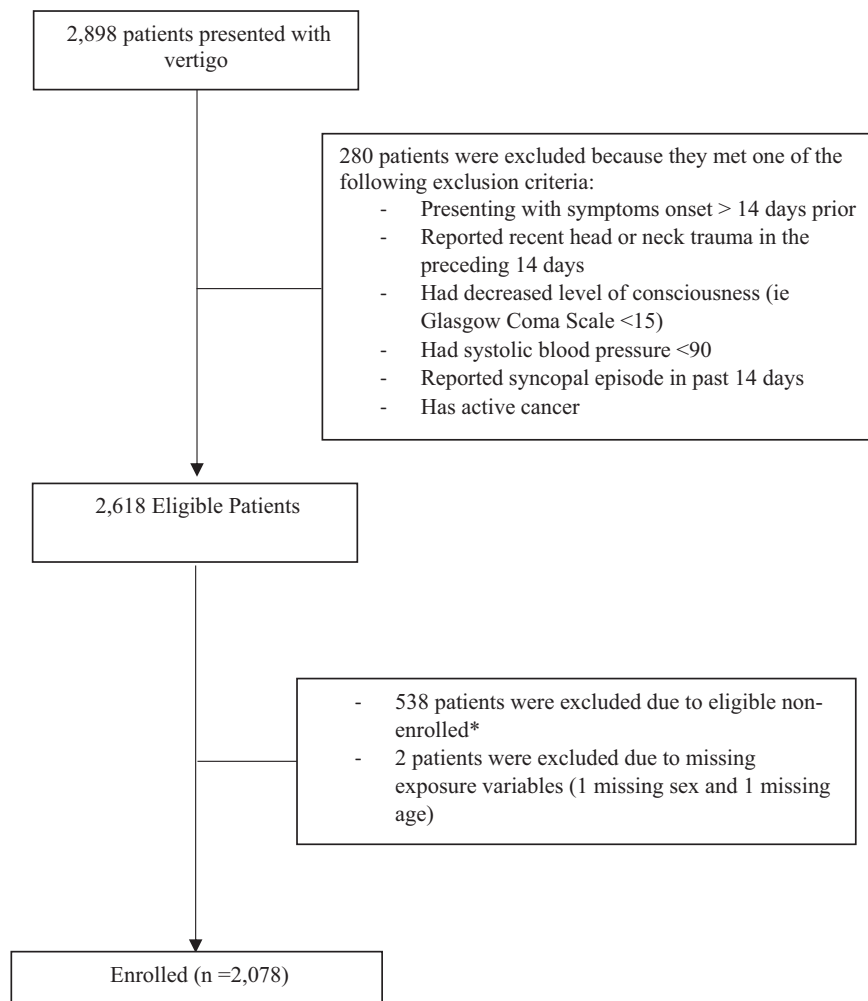 2,898 patients presented with
vertigo
280 patients were excluded because they met one of the
following exclusion criteria:
- Presenting with symptoms onset > 14 days prior
- Reported recent head or neck trauma in the
preceding 14 days
- Had decreased level of consciousness (ie
Glasgow Coma Scale <15)
- Had systolic blood pressure <90
- Reported syncopal episode in past 14 days
- Has active cancer
2,618 Eligible Patients
- 538 patients were excluded due to eligible non-
enrolled*
- 2 patients were excluded due to missing
exposure variables (1 missing sex and 1 missing
age)
Enrolled (n =2,078)